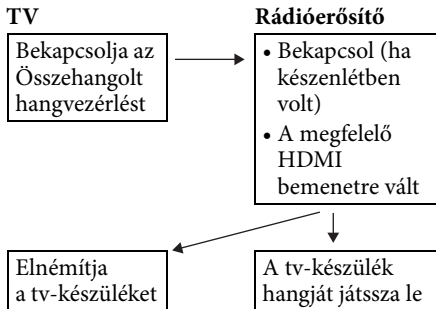 TV
Bekapcsolja az
Összehangolt
hangvezérlést
Rádióerősítő
• Bekapcsol (ha
készenlétben
volt)
• A megfelelő
HDMI
bemenetre vált
Elnémítja
a tv-készüléket
A tv-készülék
hangját játssza le